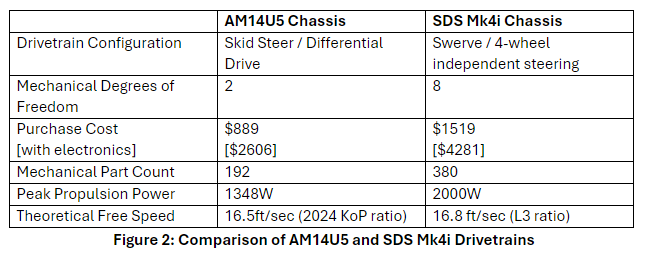 AM14U5 Chassis SDS Mk4i Chassis
Drivetrain Configuration Skid Steer / Differential Swerve / 4-wheel
Drive independent steering
Mechanical Degrees of 2 8
Freedom
Purchase Cost $889 $1519
[with electronics] [$2606] [$4281]
Mechanical Part Count 192 380
Peak Propulsion Power 1348W 2000W
Theoretical Free Speed 16.5ft/sec (2024 KoP ratio) 16.8 ft/sec (L3 ratio)
Figure 2: Comparison of AM14U5 and SDS Mk4i Drivetrains